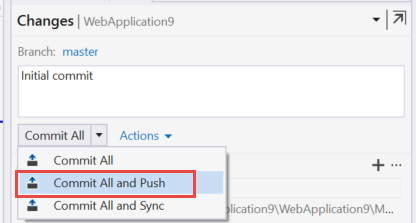 Changes | WebApplication9
Branch: master
Initial commit
Commit All Actions
Commit All
Commit All and Push
Commit All and Sync
plication9\WebApplication9\M...